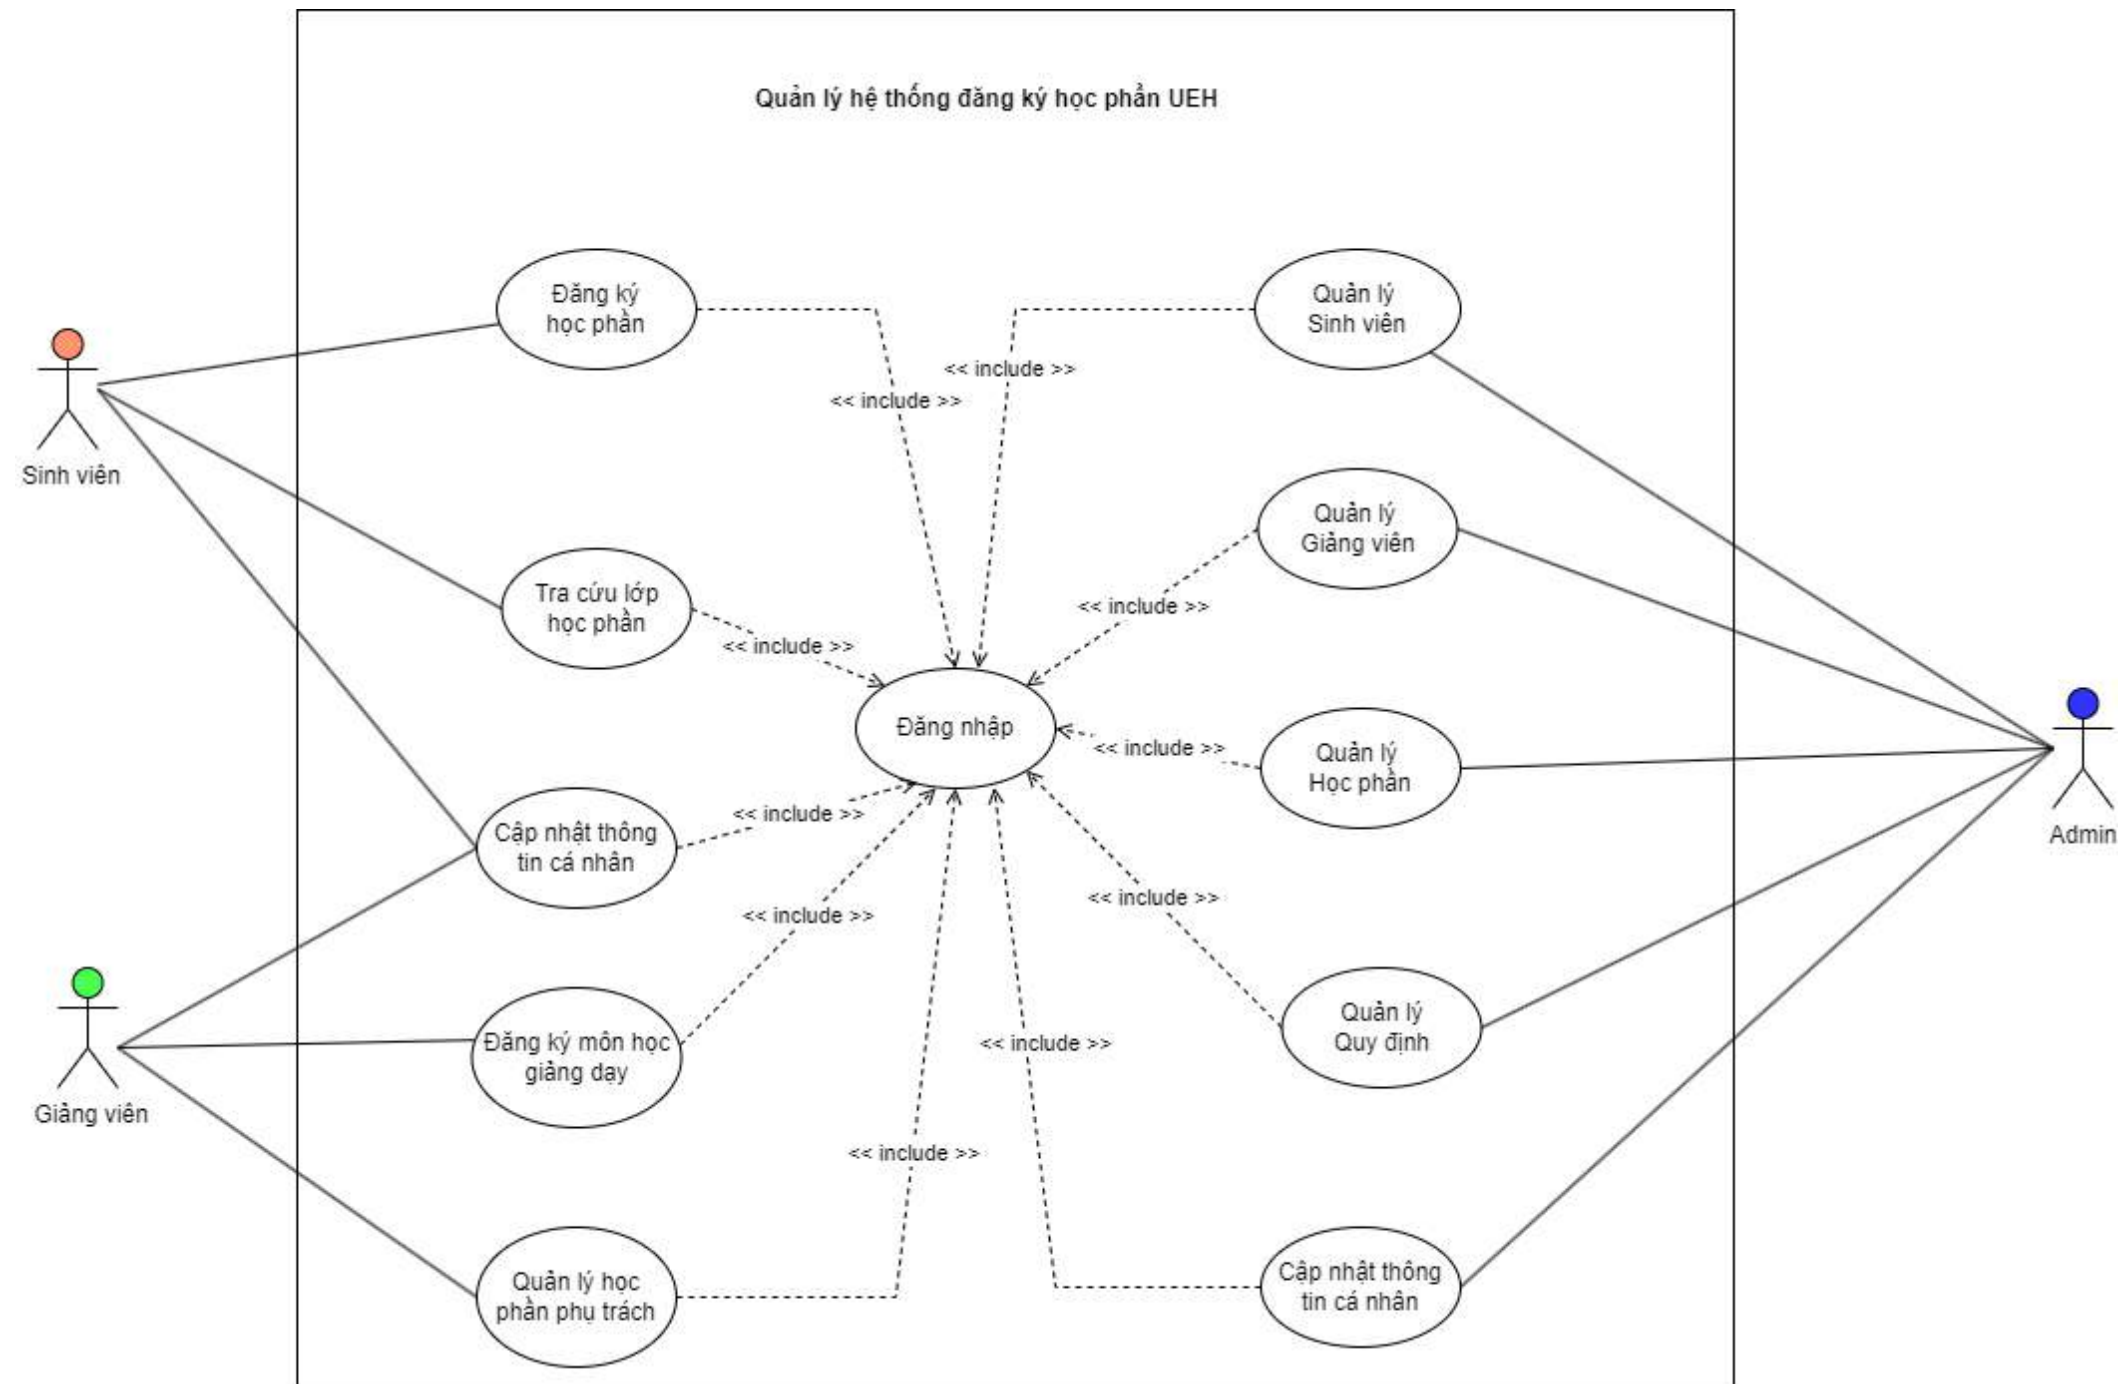 Quản lý hệ thống đăng ký học phần UEH
Đăng ký
học phần
Quản lý
Sinh viên
<< include >>
<< include >>
Sinh viên
Quản lý
Giảng viên
Tra cứu lớp
học phần
<< include >>
<< include >>
Đăng nhập
<< include >>
Quản lý
Học phần
Admin
Cập nhật thông
tin cá nhân
<< include >>
<< include >>
<< include >>
Đăng ký môn học
giảng dạy
Quản lý
Quy định
<< include >>
Giảng viên
<< include >>
Quản lý học
phần phụ trách
Cập nhật thông
tin cá nhân